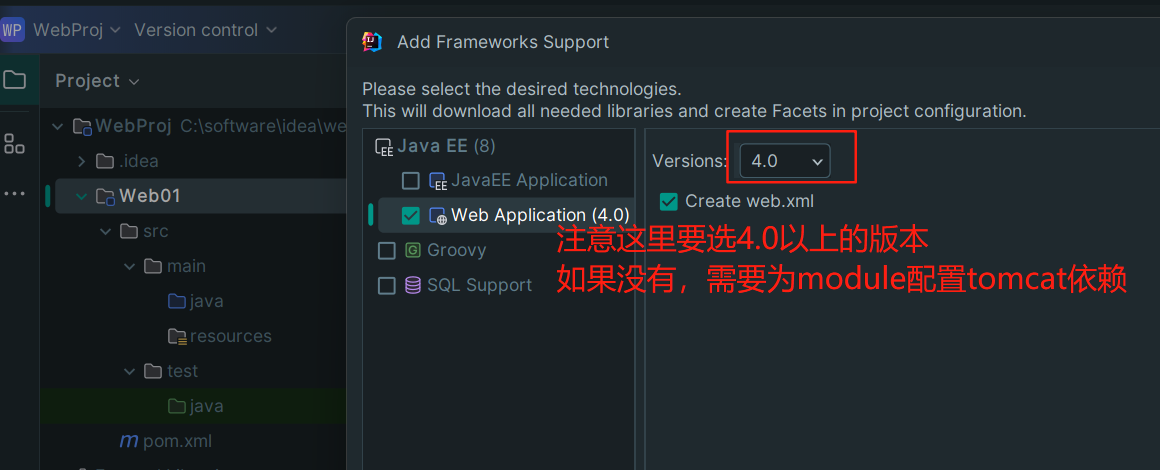 WP WebProj Version control
Add Frameworks Support
Project
Please select the desired technologies.
This will download all needed libraries and create Facets in project configuration.
WebProj C:\software\idea\we
.idea
Web01
src
main
java
resources
test
java
pom.xml
Java EE (8)
JavaEE Application
Web Application (4.0)
Groovy
SQL Support
Versions: 4.0
Create web.xml
注意这里要选4.0以上的版本
如果没有，需要为module配置tomcat依赖